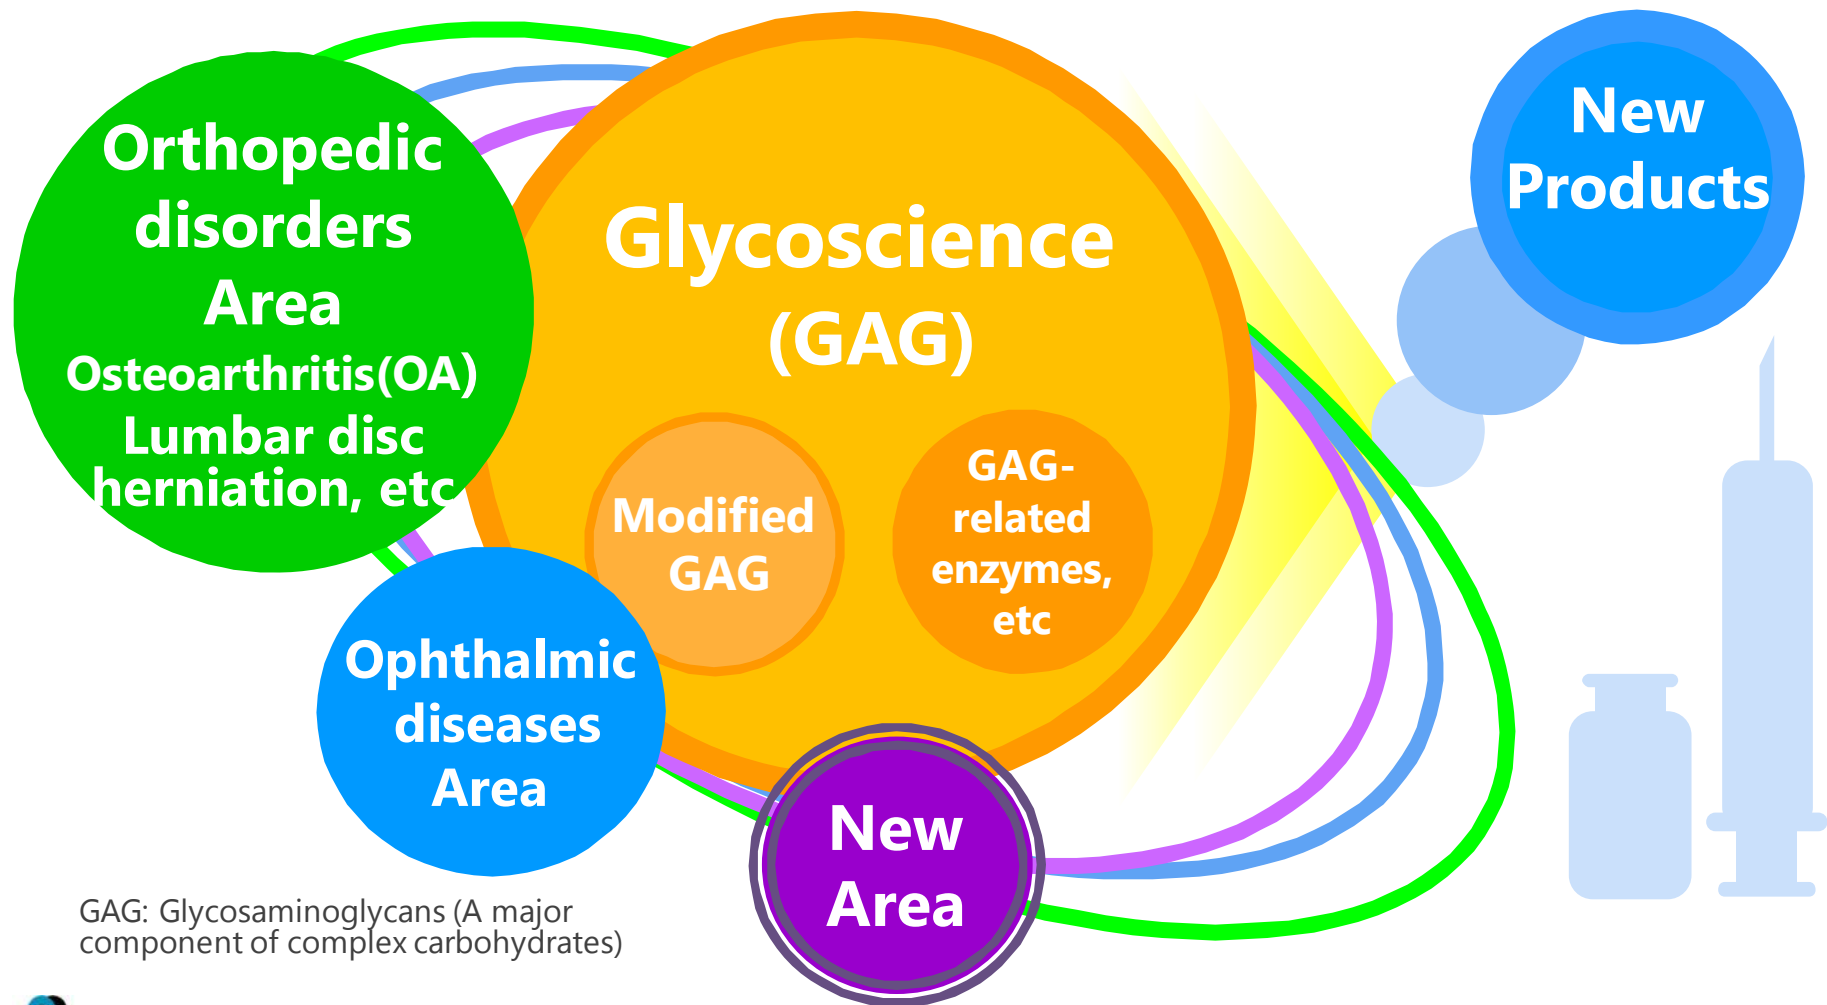 Orthopedic
disorders
Area
Osteoarthritis(OA)
Lumbar disc
herniation, etc
Glycoscience
(GAG)
Modified
GAG
GAG-
related
enzymes,
etc
New
Products
Ophthalmic
diseases
Area
New
Area
GAG: Glycosaminoglycans (A major
component of complex carbohydrates)